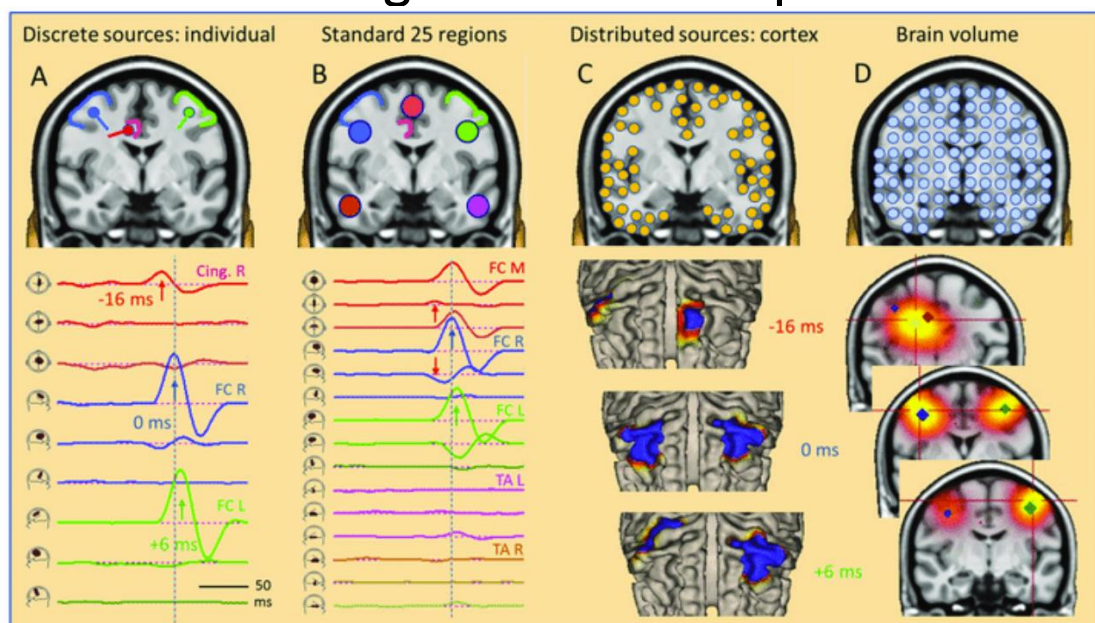 Discrete sources: individual
Standard 25 regions
Distributed sources: cortex
Brain volume
A
B
C
D
Cing. R
-16 ms
FC R
0 ms
FC L
+6 ms
50
ms
FC M
FC R
FC L
TA L
TA R
-16 ms
0 ms
+6 ms